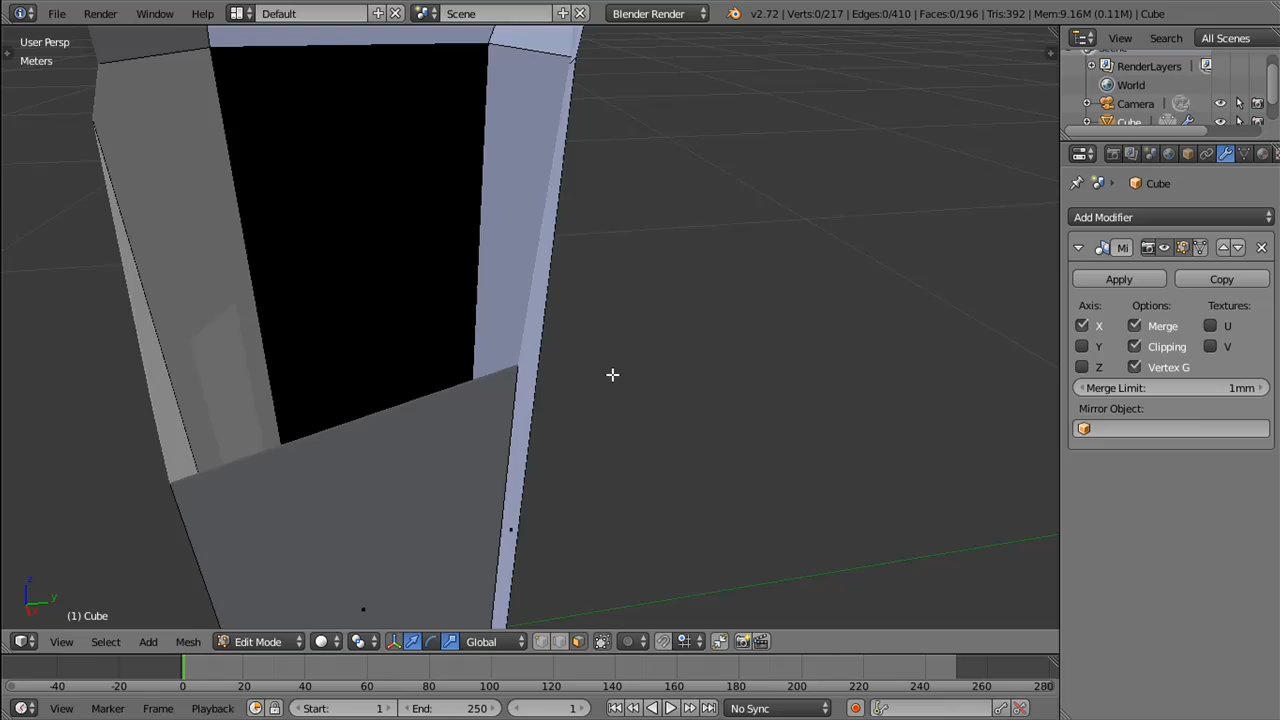 File Render Window Help Default Scene Blender Render v2.72 | Verts:0/217 | Edges:0/410 | Faces:0/196 | Tris:392 | Mem:9.16M (0.11M) | Cube
User Persp
Meters
View Search All Scenes
RenderLayers
World
Camera
Cube
Cube
Add Modifier
Mi
Apply Copy
Axis: Options: Textures:
X Merge U
Y Clipping V
Z Vertex G
Merge Limit: 1mm
Mirror Object:
z
y
x
(1) Cube
View Select Add Mesh Edit Mode Global
-40 -20 0 20 40 60 80 100 120 140 160 180 200 220 240 260 280
View Marker Frame Playback Start: 1 End: 250 1 No Sync